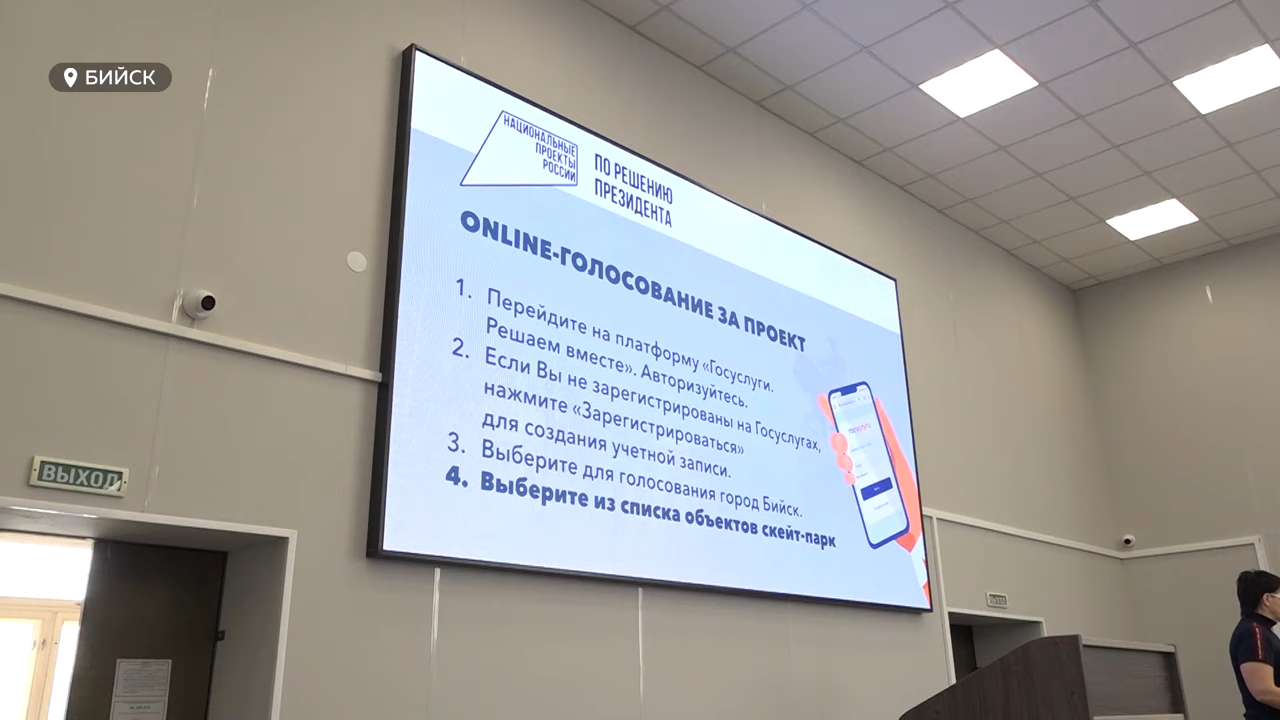 БИЙСК
НАЦИОНАЛЬНЫЕ
ПРОЕКТЫ
РОССИИ
ПО РЕШЕНИЮ
ПРЕЗИДЕНТА
ONLINE-ГОЛОСОВАНИЕ ЗА ПРОЕКТ
1. Перейдите на платформу «Госуслуги.
Решаем вместе». Авторизуйтесь.
2. Если Вы не зарегистрированы на Госуслугах,
нажмите «Зарегистрироваться»
для создания учетной записи.
3. Выберите для голосования город Бийск.
4. Выберите из списка объектов скейт-парк
госуслуги
ВЫХОД
ВЫХОД